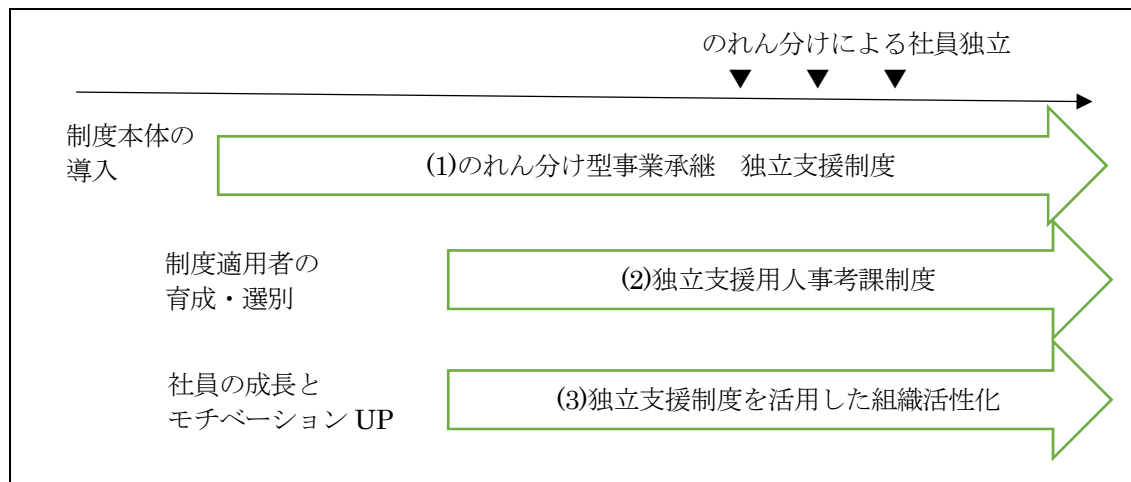 のれん分けによる社員独立
▼ ▼ ▼
制度本体の
導入
(1)のれん分け型事業承継　独立支援制度
制度適用者の
育成・選別
(2)独立支援用人事考課制度
社員の成長と
モチベーション UP
(3)独立支援制度を活用した組織活性化